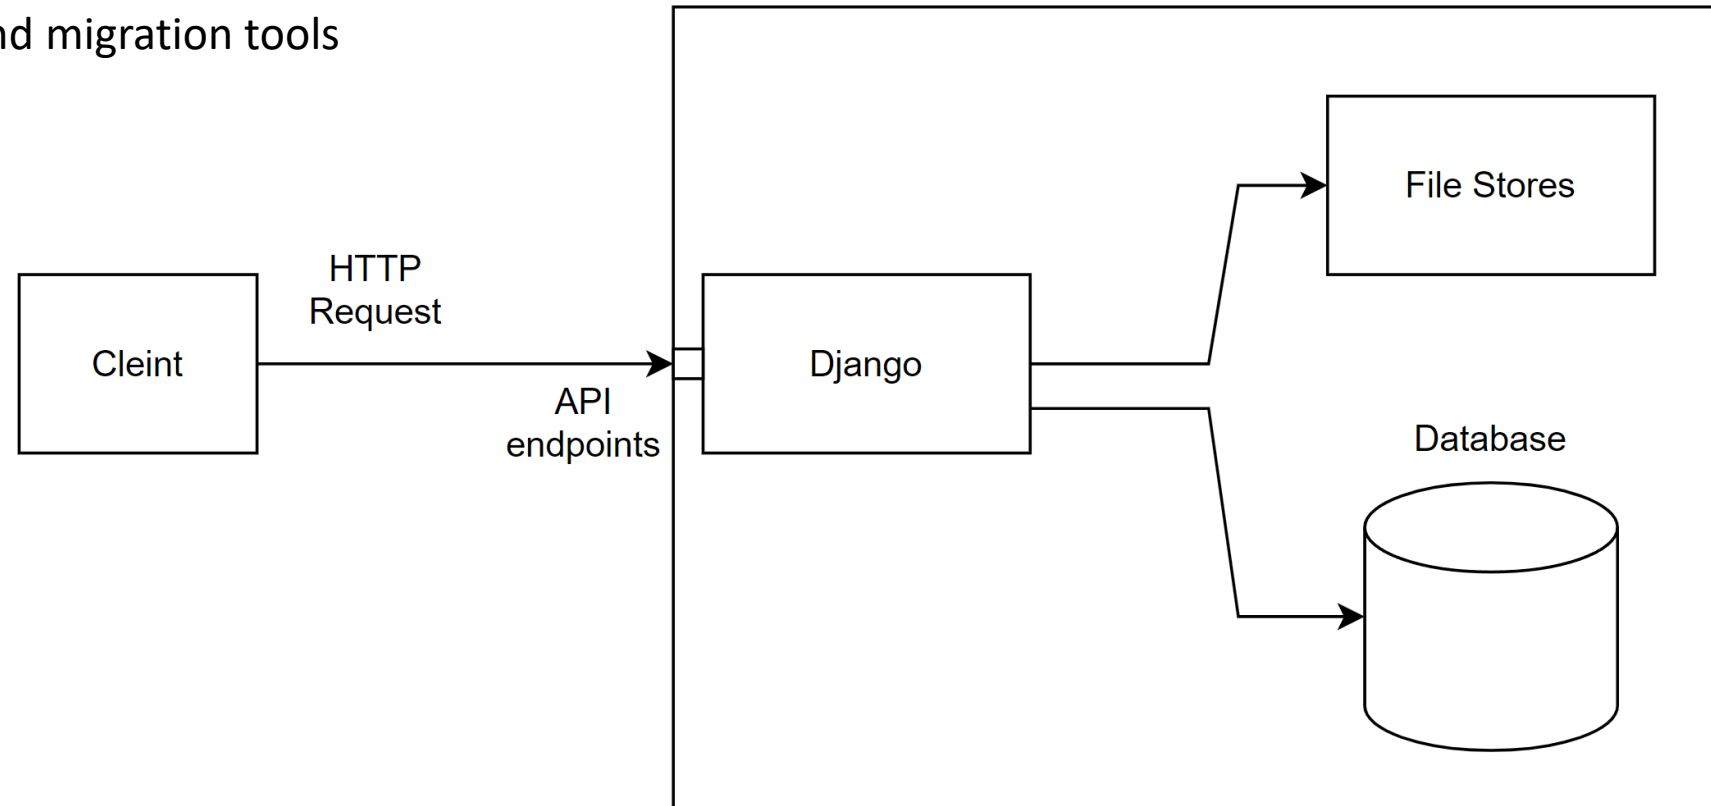 nd migration tools
File Stores
HTTP
Request
Cleint
Django
API
endpoints
Database